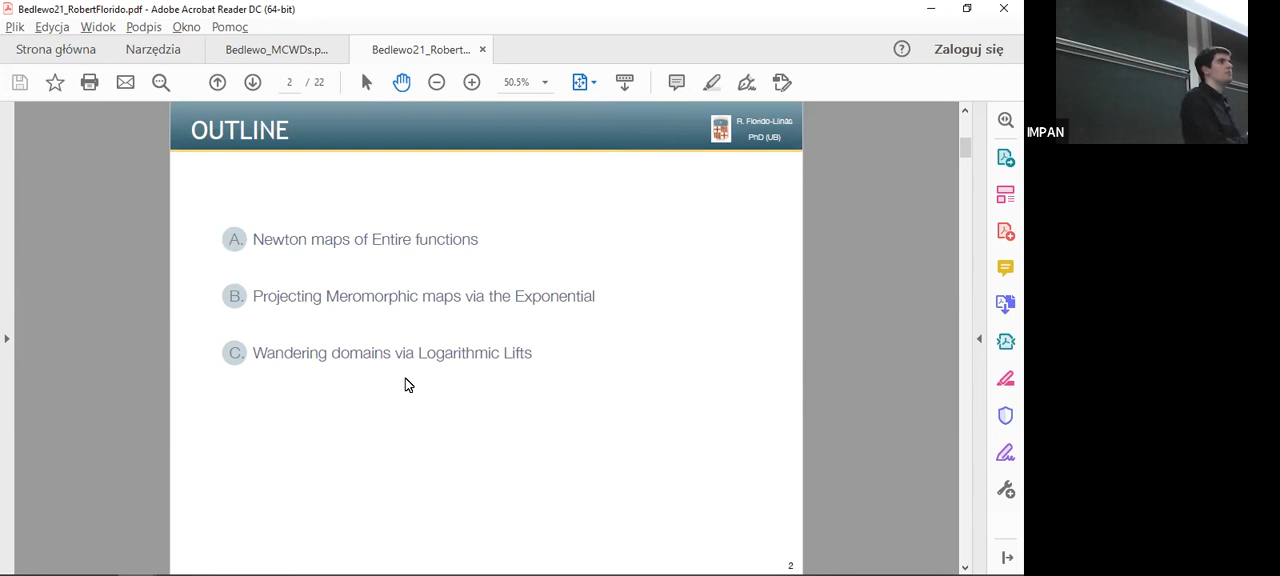 Bedlewo21_RobertFlorido.pdf - Adobe Acrobat Reader DC (64-bit)
Plik Edycja Widok Podpis Okno Pomoc
Strona główna Narzędzia Bedlewo_MCWDs.p... Bedlewo21_Robert... Zaloguj się
2 / 22 50.5%
OUTLINE
R. Florido-Llinàs
PhD (UB)
IMPAN
A. Newton maps of Entire functions
B. Projecting Meromorphic maps via the Exponential
C. Wandering domains via Logarithmic Lifts
2